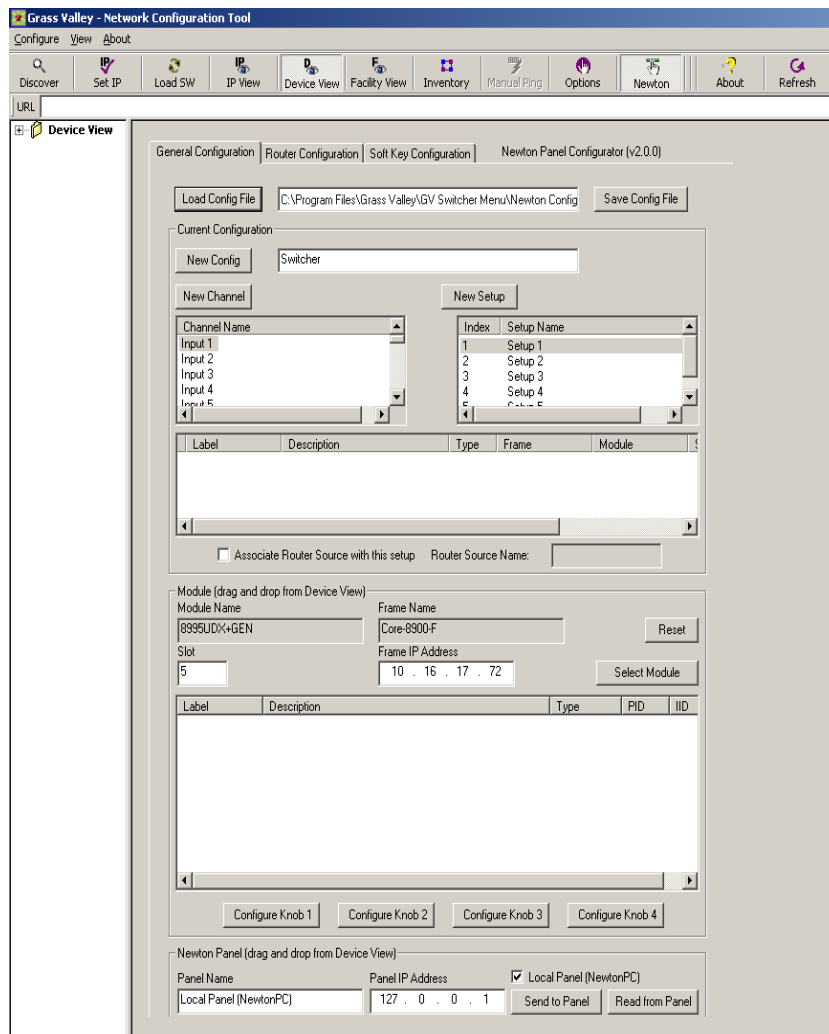 Grass Valley - Network Configuration Tool
Configure View About
IP D IP F
Discover Set IP Load SW IP View Device View Facility View Inventory Manual Ping Options Newton About Refresh
URL
Device View
General Configuration Router Configuration Soft Key Configuration Newton Panel Configurator (v2.0.0)
Load Config File C:\Program Files\Grass Valley\GV Switcher Menu\Newton Config Save Config File
Current Configuration
New Config Switcher
New Channel New Setup
Channel Name Index Setup Name
Input 1 1 Setup 1
Input 2 2 Setup 2
Input 3 3 Setup 3
Input 4 4 Setup 4
Input 5 5 Setup 5
Label Description Type Frame Module S
Associate Router Source with this setup Router Source Name:
Module (drag and drop from Device View)
Module Name Frame Name
8995UDX+GEN Core-8900-F Reset
Slot Frame IP Address
5 10 . 16 . 17 . 72 Select Module
Label Description Type PID IID
Configure Knob 1 Configure Knob 2 Configure Knob 3 Configure Knob 4
Newton Panel (drag and drop from Device View)
Panel Name Panel IP Address Local Panel (NewtonPC)
Local Panel (NewtonPC) 127 . 0 . 0 . 1 Send to Panel Read from Panel